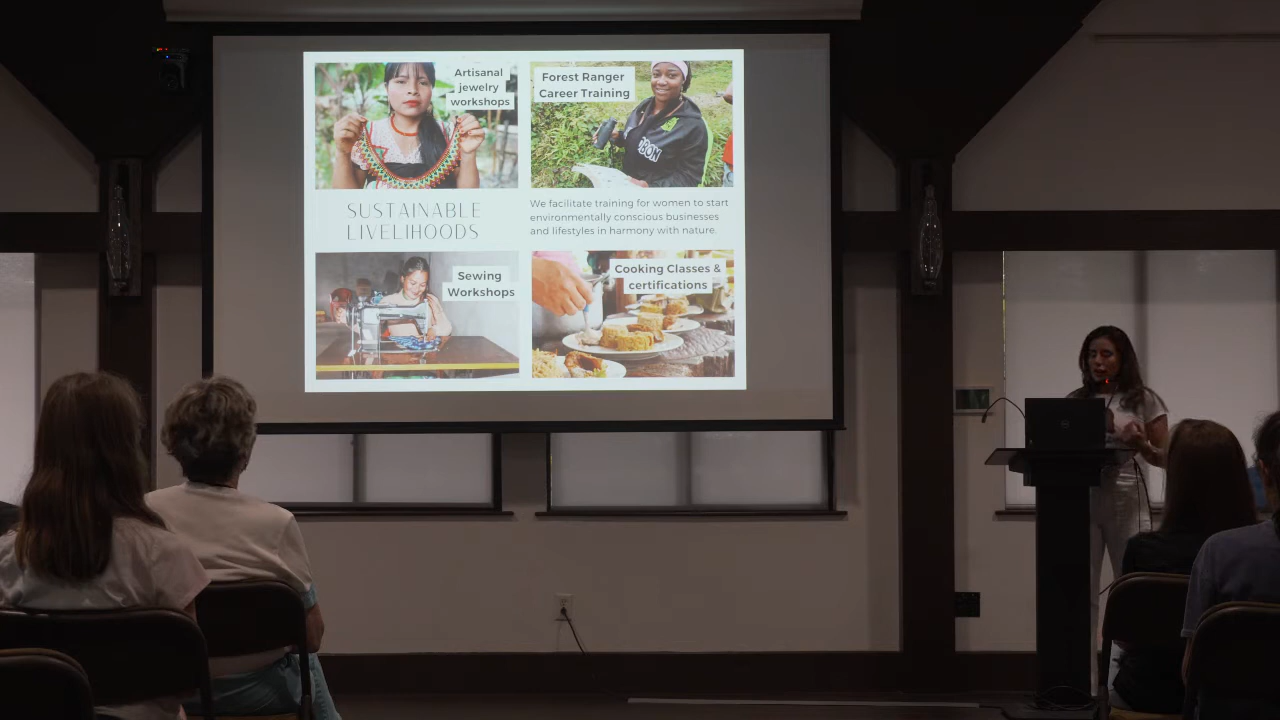 Artisanal
jewelry
workshops
Forest Ranger
Career Training
SUSTAINABLE
LIVELIHOODS
We facilitate training for women to start
environmentally conscious businesses
and lifestyles in harmony with nature.
Sewing
Workshops
Cooking Classes &
certifications